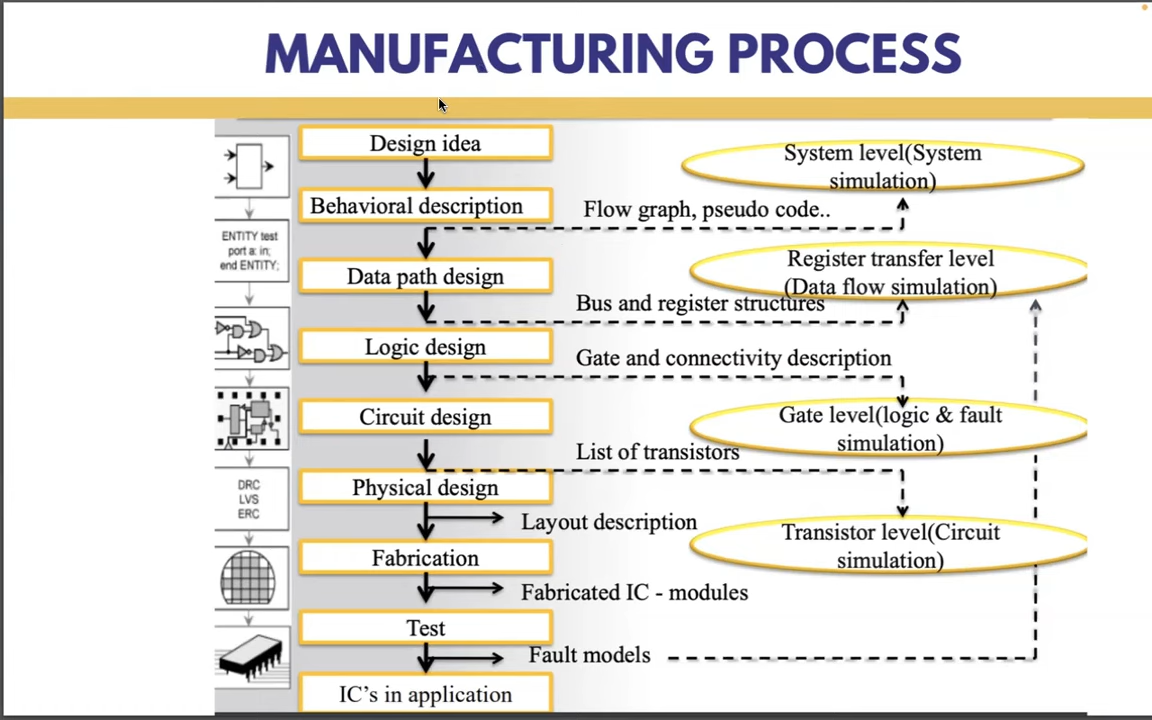 MANUFACTURING PROCESS
Design idea
System level(System
simulation)
Behavioral description
Flow graph, pseudo code..
ENTITY test
port a: in;
end ENTITY;
Data path design
Register transfer level
(Data flow simulation)
Bus and register structures
Logic design
Gate and connectivity description
Circuit design
Gate level(logic & fault
simulation)
List of transistors
DRC
LVS
ERC
Physical design
Layout description
Transistor level(Circuit
simulation)
Fabrication
Fabricated IC - modules
Test
Fault models
IC’s in application